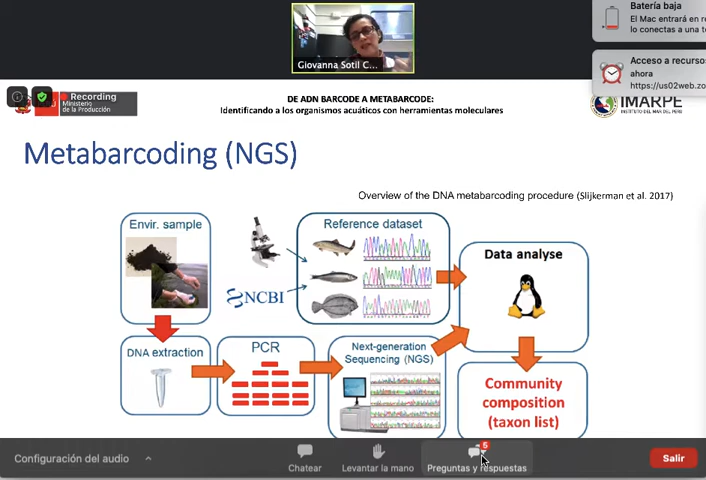 Batería baja
El Mac entrará en re
lo conectas a una t
Giovanna Sotil C...
Acceso a recurso
ahora
https://us02web.zo
Recording
Ministerio
de la Producción
DE ADN BARCODE A METABARCODE:
Identificando a los organismos acuáticos con herramientas moleculares
IMARPE
INSTITUTO DEL MAR DEL PERÚ
Metabarcoding (NGS)
Overview of the DNA metabarcoding procedure (Slijkerman et al. 2017)
Envir. sample
Reference dataset
NCBI
Data analyse
DNA extraction
PCR
Next-generation
Sequencing (NGS)
Community
composition
(taxon list)
5
Configuración del audio
Chatear
Levantar la mano
Preguntas y respuestas
Salir